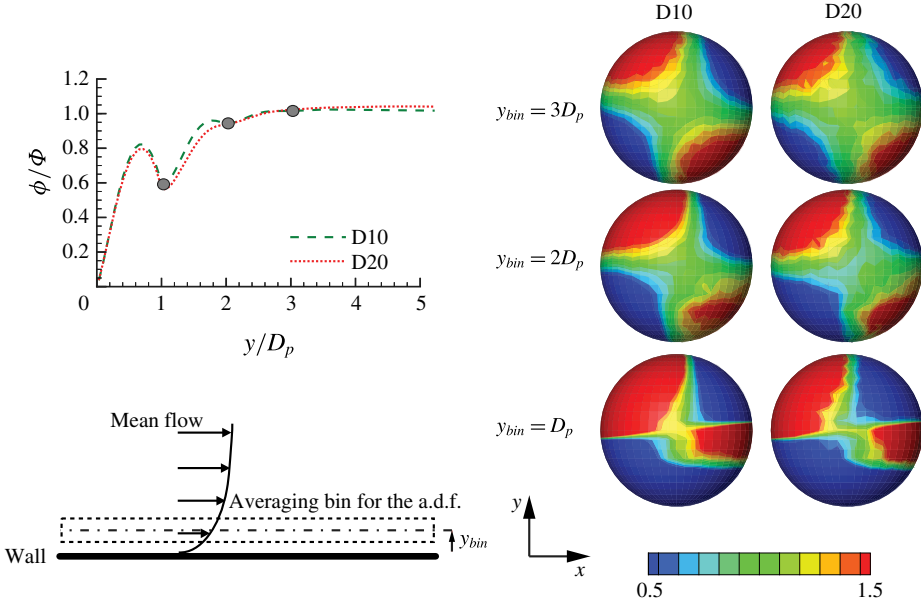 D10 D20
1.2
1.0
0.8
0.6
0.4
0.2
ϕ/Φ
D10
D20
0 1 2 3 4 5
y/D_p
y_bin = 3D_p
y_bin = 2D_p
y_bin = D_p
Mean flow
Averaging bin for the a.d.f.
y_bin
Wall
y
x
0.5 1.5